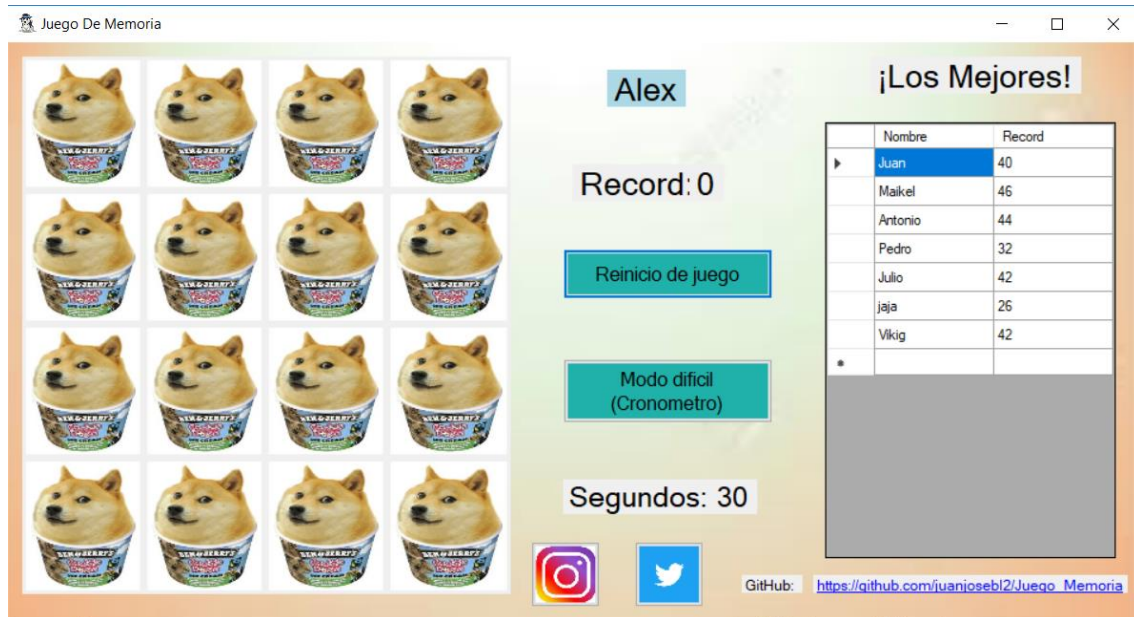 Juego De Memoria
Alex
Record: 0
Reinicio de juego
Modo dificil
(Cronometro)
Segundos: 30
¡Los Mejores!
Nombre Record
Juan 40
Maikel 46
Antonio 44
Pedro 32
Julio 42
jaja 26
Vikig 42
GitHub: https://github.com/juanjosebl2/Juego_Memoria